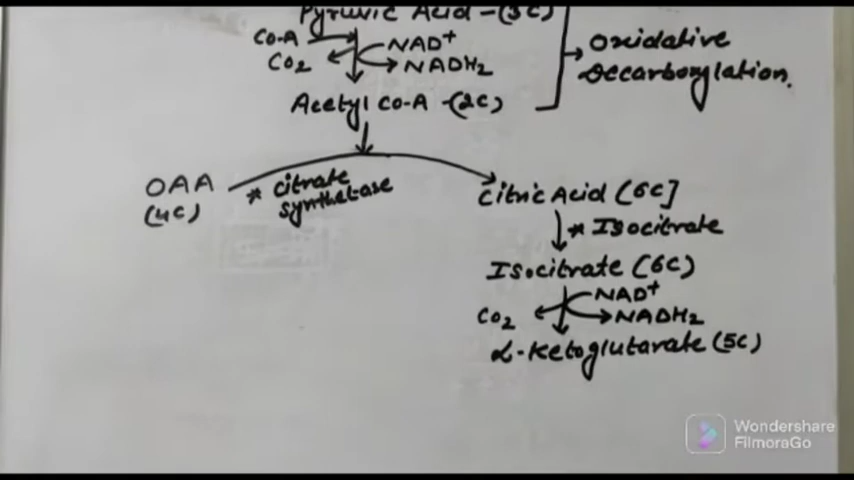 Pyruvic Acid - (3C)
Co-A
NAD+
CO2
NADH2
Oxidative
Decarboxylation.
Acetyl Co-A - (2C)
OAA
(4C)
* Citrate
synthetase
Citric Acid (6C]
* Isocitrate
Isocitrate (6C)
NAD+
CO2
NADH2
α-Ketoglutarate (5C)
Wondershare
FilmoraGo